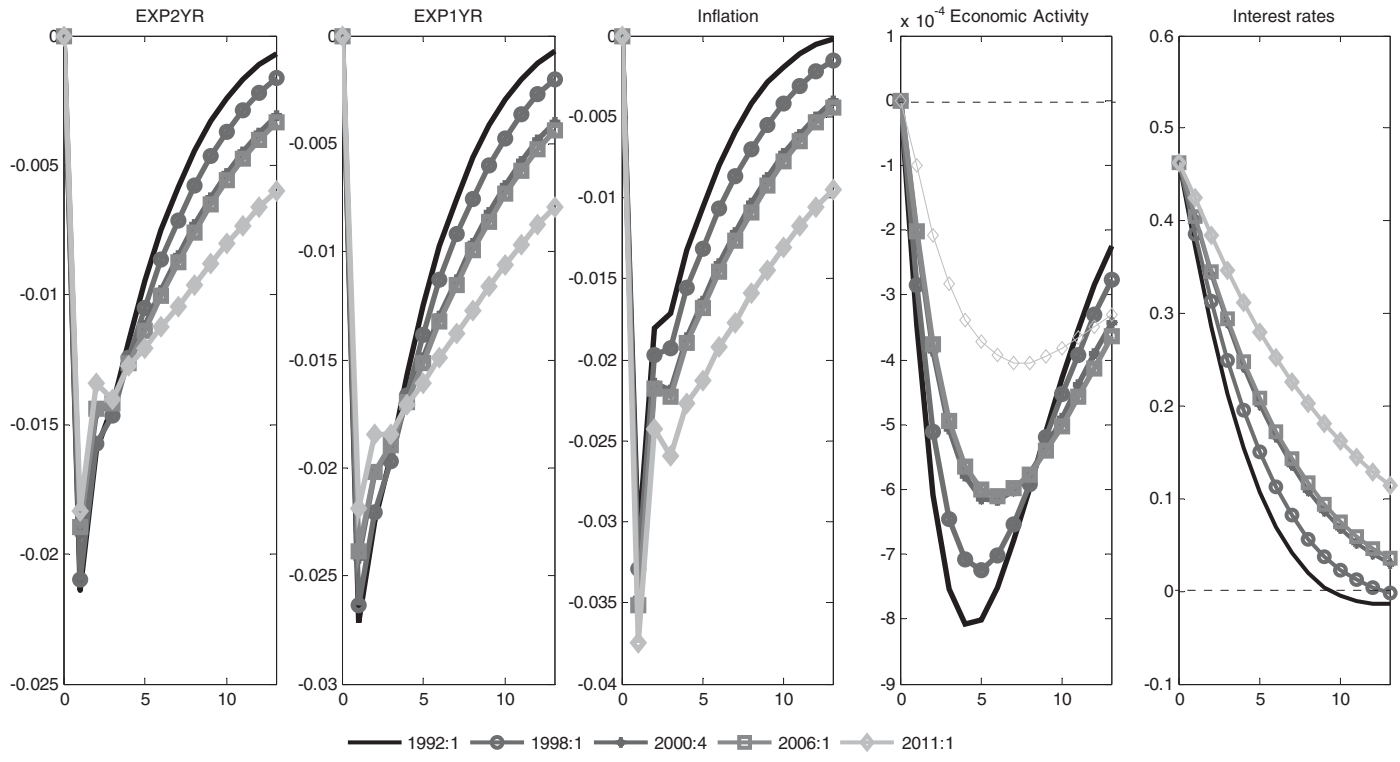 EXP2YR EXP1YR Inflation x 10⁻⁴ Economic Activity Interest rates
0 0 0 1 0.6
-0.005 -0.005 -0.005 0 0.5
-0.01 -0.01 -0.01 -1 0.4
-0.015 -0.015 -0.015 -2 0.3
-0.02 -0.02 -0.02 -3 0.2
-0.025 -0.025 -0.025 -4 0.1
-0.03 -0.03 -5 0
-0.035 -6 -0.1
-0.04 -7
-8
-9
0 5 10 0 5 10 0 5 10 0 5 10 0 5 10
1992:1 1998:1 2000:4 2006:1 2011:1